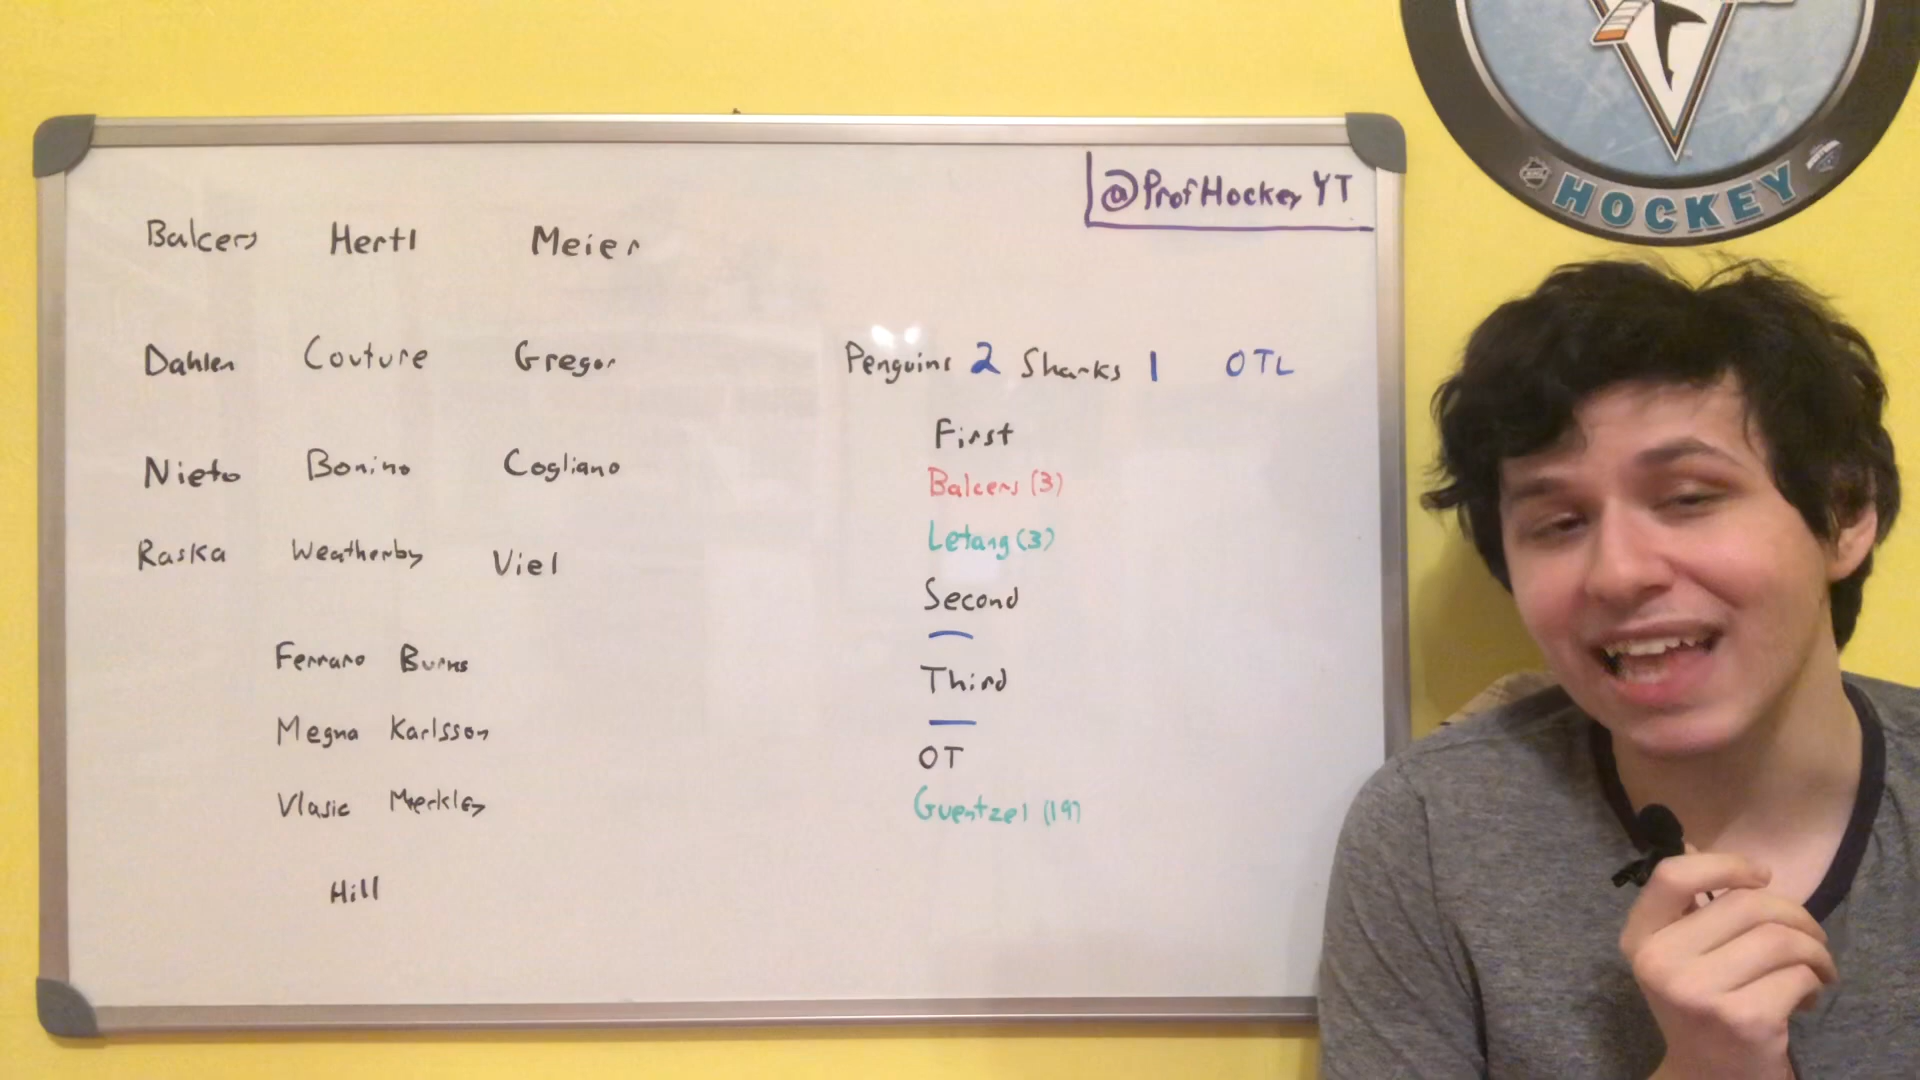 @ProfHockeyYT
HOCKEY
Balcers Hertl Meier
Dahlen Couture Gregor
Nieto Bonino Cogliano
Raska Weatherby Viel
Ferraro Burns
Megna Karlsson
Vlasic Merkley
Hill
Penguins 2 Sharks 1 OTL
First
Balcers (3)
Letang (3)
Second
Third
OT
Guentzel (19)